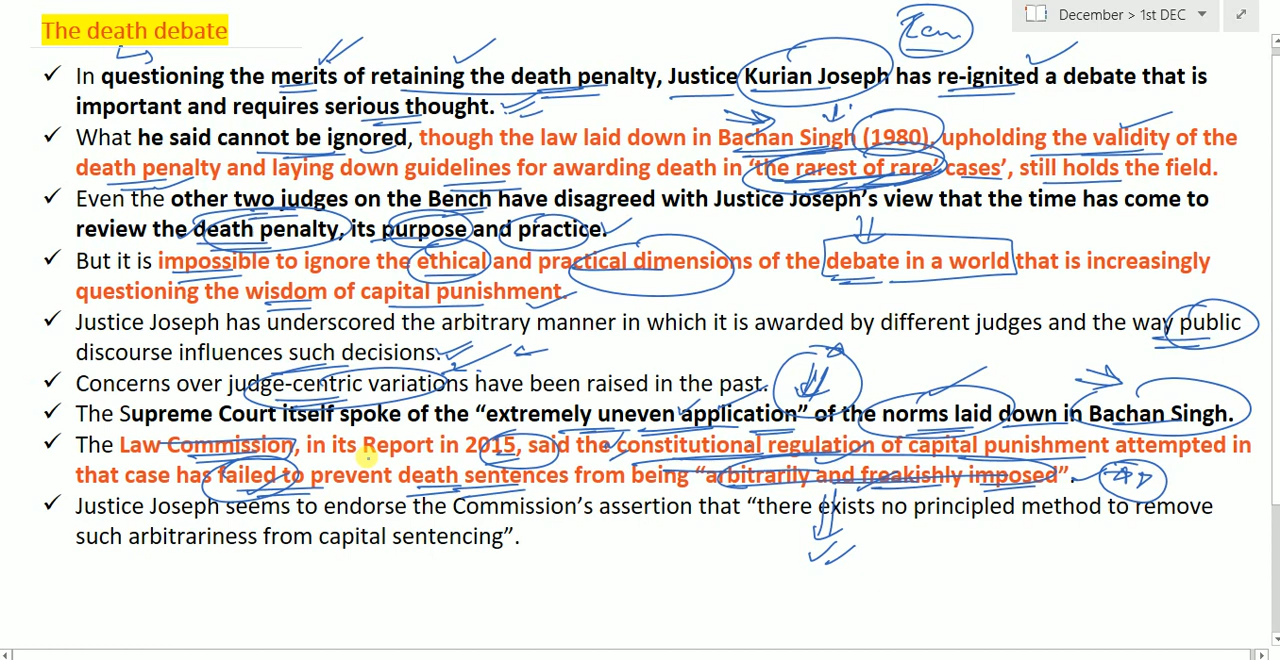 The death debate
December > 1st DEC
✓ In questioning the merits of retaining the death penalty, Justice Kurian Joseph has re-ignited a debate that is
important and requires serious thought.
✓ What he said cannot be ignored, though the law laid down in Bachan Singh (1980), upholding the validity of the
death penalty and laying down guidelines for awarding death in ‘the rarest of rare’ cases’, still holds the field.
✓ Even the other two judges on the Bench have disagreed with Justice Joseph’s view that the time has come to
review the death penalty, its purpose and practice.
✓ But it is impossible to ignore the ethical and practical dimensions of the debate in a world that is increasingly
questioning the wisdom of capital punishment.
✓ Justice Joseph has underscored the arbitrary manner in which it is awarded by different judges and the way public
discourse influences such decisions.
✓ Concerns over judge-centric variations have been raised in the past.
✓ The Supreme Court itself spoke of the “extremely uneven application” of the norms laid down in Bachan Singh.
✓ The Law Commission, in its Report in 2015, said the constitutional regulation of capital punishment attempted in
that case has failed to prevent death sentences from being “arbitrarily and freakishly imposed”.
✓ Justice Joseph seems to endorse the Commission’s assertion that “there exists no principled method to remove
such arbitrariness from capital sentencing”.